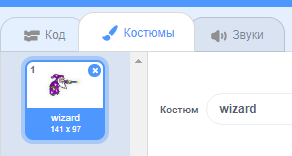 Код Костюмы Звуки
1
wizard
141 x 97
Костюм wizard